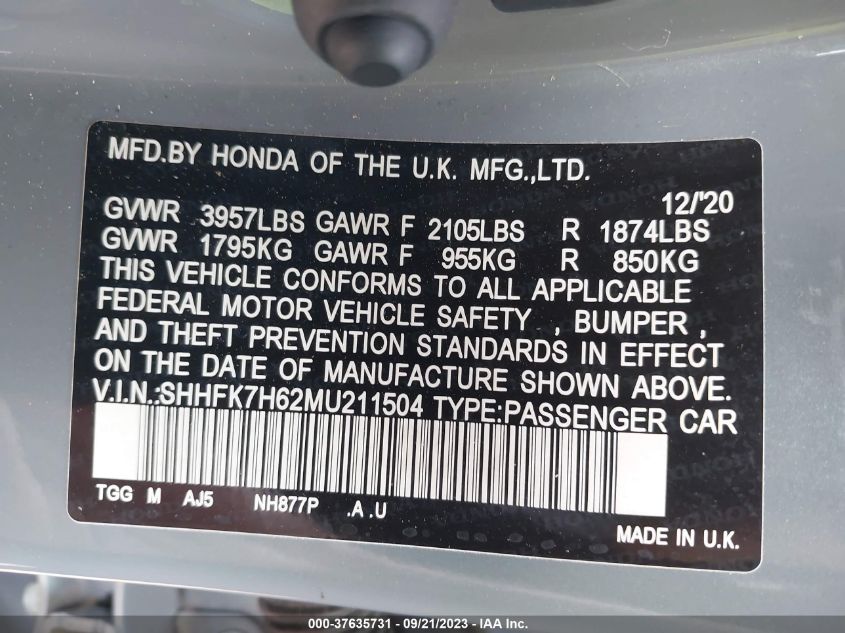 MFD.BY HONDA OF THE U.K. MFG.,LTD.
12/'20
GVWR 3957LBS GAWR F 2105LBS R 1874LBS
GVWR 1795KG GAWR F 955KG R 850KG
THIS VEHICLE CONFORMS TO ALL APPLICABLE
FEDERAL MOTOR VEHICLE SAFETY , BUMPER ,
AND THEFT PREVENTION STANDARDS IN EFFECT
ON THE DATE OF MANUFACTURE SHOWN ABOVE.
V.I.N.:SHHFK7H62MU211504 TYPE:PASSENGER CAR
TGG M AJ5 NH877P .A .U
MADE IN U.K.
000-37635731 - 09/21/2023 - IAA Inc.